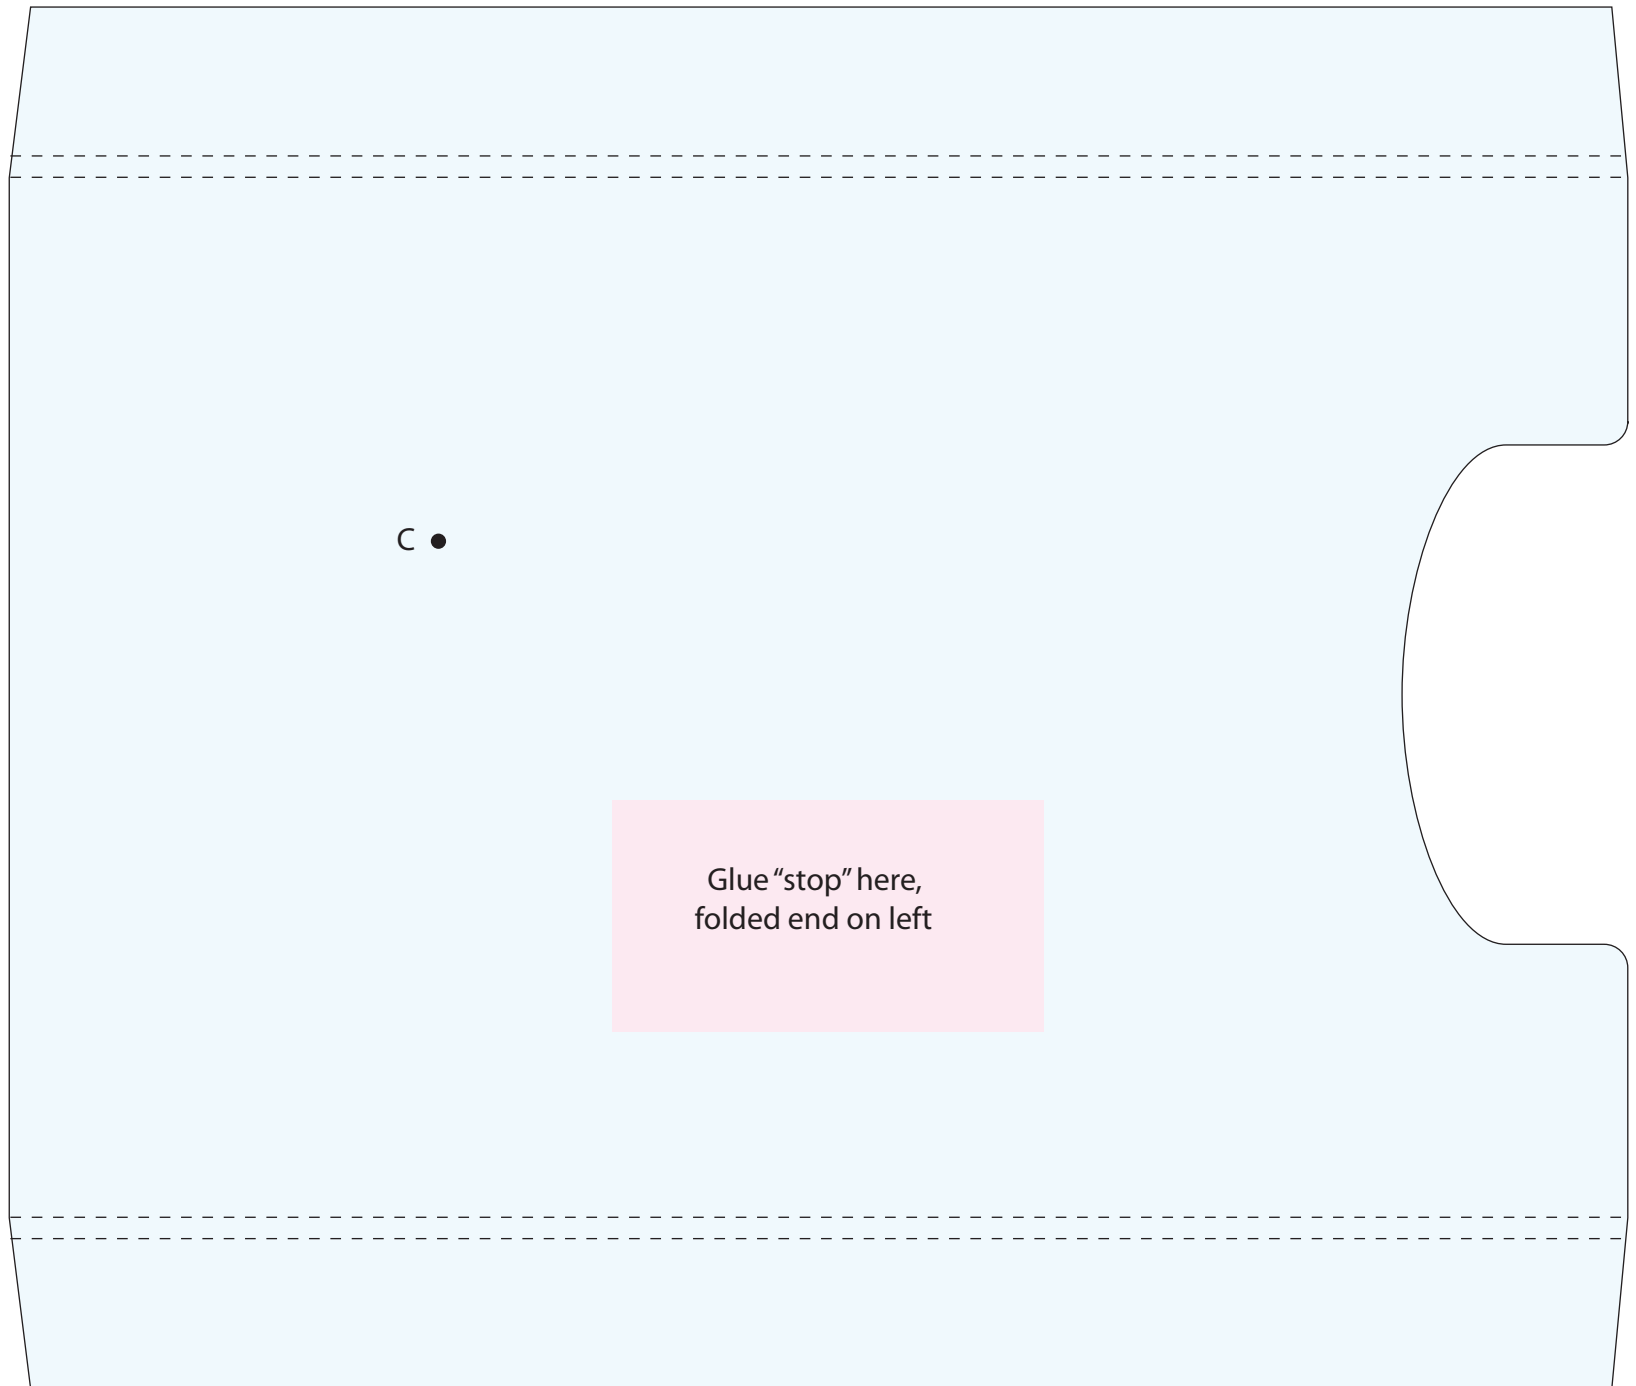 C
Glue “stop” here,
folded end on left